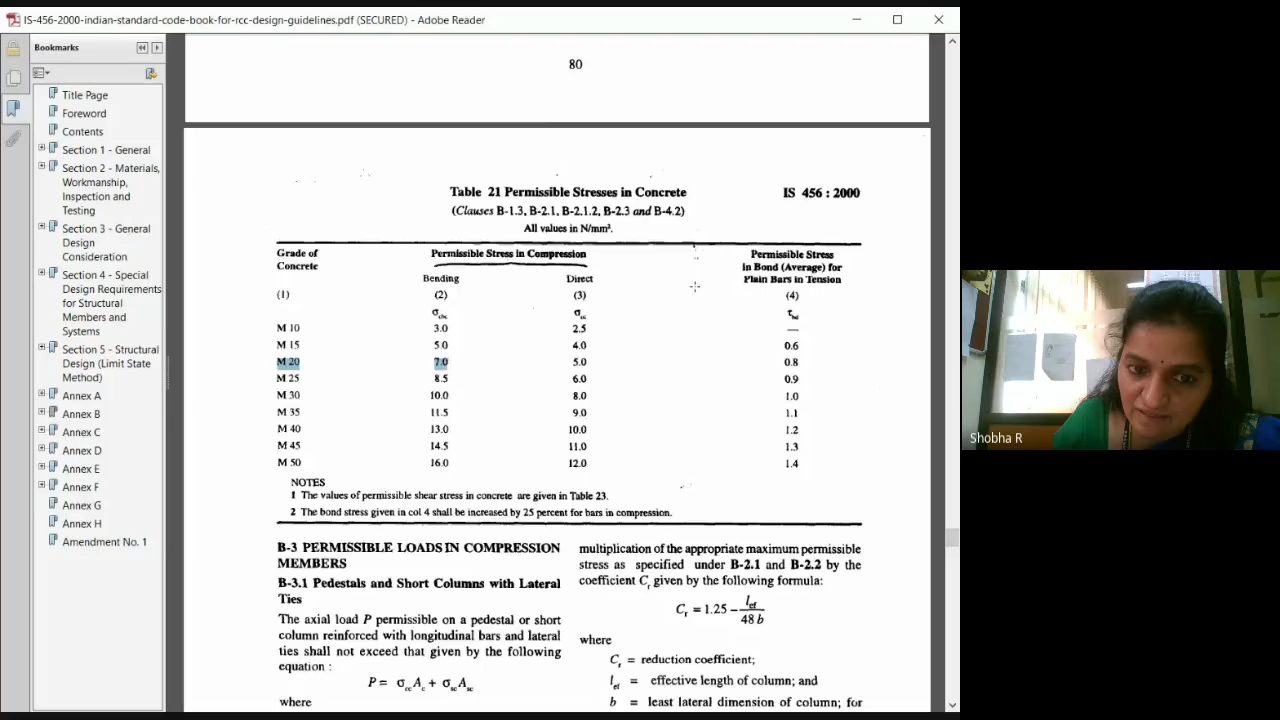 IS-456-2000-indian-standard-code-book-for-rcc-design-guidelines.pdf (SECURED) - Adobe Reader
Bookmarks
Title Page
Foreword
Contents
Section 1 - General
Section 2 - Materials,
Workmanship,
Inspection and
Testing
Section 3 - General
Design
Consideration
Section 4 - Special
Design Requirements
for Structural
Members and
Systems
Section 5 - Structural
Design (Limit State
Method)
Annex A
Annex B
Annex C
Annex D
Annex E
Annex F
Annex G
Annex H
Amendment No. 1
80
Table 21 Permissible Stresses in Concrete
IS 456 : 2000
(Clauses B-1.3, B-2.1, B-2.1.2, B-2.3 and B-4.2)
All values in N/mm².
Grade of Concrete Permissible Stress in Compression Permissible Stress in Bond (Average) for Plain Bars in Tension
Bending Direct
(1) (2) (3) (4)
σcbc σcc τbd
M 10 3.0 2.5 —
M 15 5.0 4.0 0.6
M 20 7.0 5.0 0.8
M 25 8.5 6.0 0.9
M 30 10.0 8.0 1.0
M 35 11.5 9.0 1.1
M 40 13.0 10.0 1.2
M 45 14.5 11.0 1.3
M 50 16.0 12.0 1.4
NOTES
1 The values of permissible shear stress in concrete are given in Table 23.
2 The bond stress given in col 4 shall be increased by 25 percent for bars in compression.
B-3 PERMISSIBLE LOADS IN COMPRESSION
MEMBERS
B-3.1 Pedestals and Short Columns with Lateral
Ties
The axial load P permissible on a pedestal or short
column reinforced with longitudinal bars and lateral
ties shall not exceed that given by the following
equation :
P = σcc Ac + σsc Asc
where
multiplication of the appropriate maximum permissible
stress as specified under B-2.1 and B-2.2 by the
coefficient Cr given by the following formula:
Cr = 1.25 – lef / 48 b
where
Cr = reduction coefficient;
lef = effective length of column; and
b = least lateral dimension of column; for
Shobha R